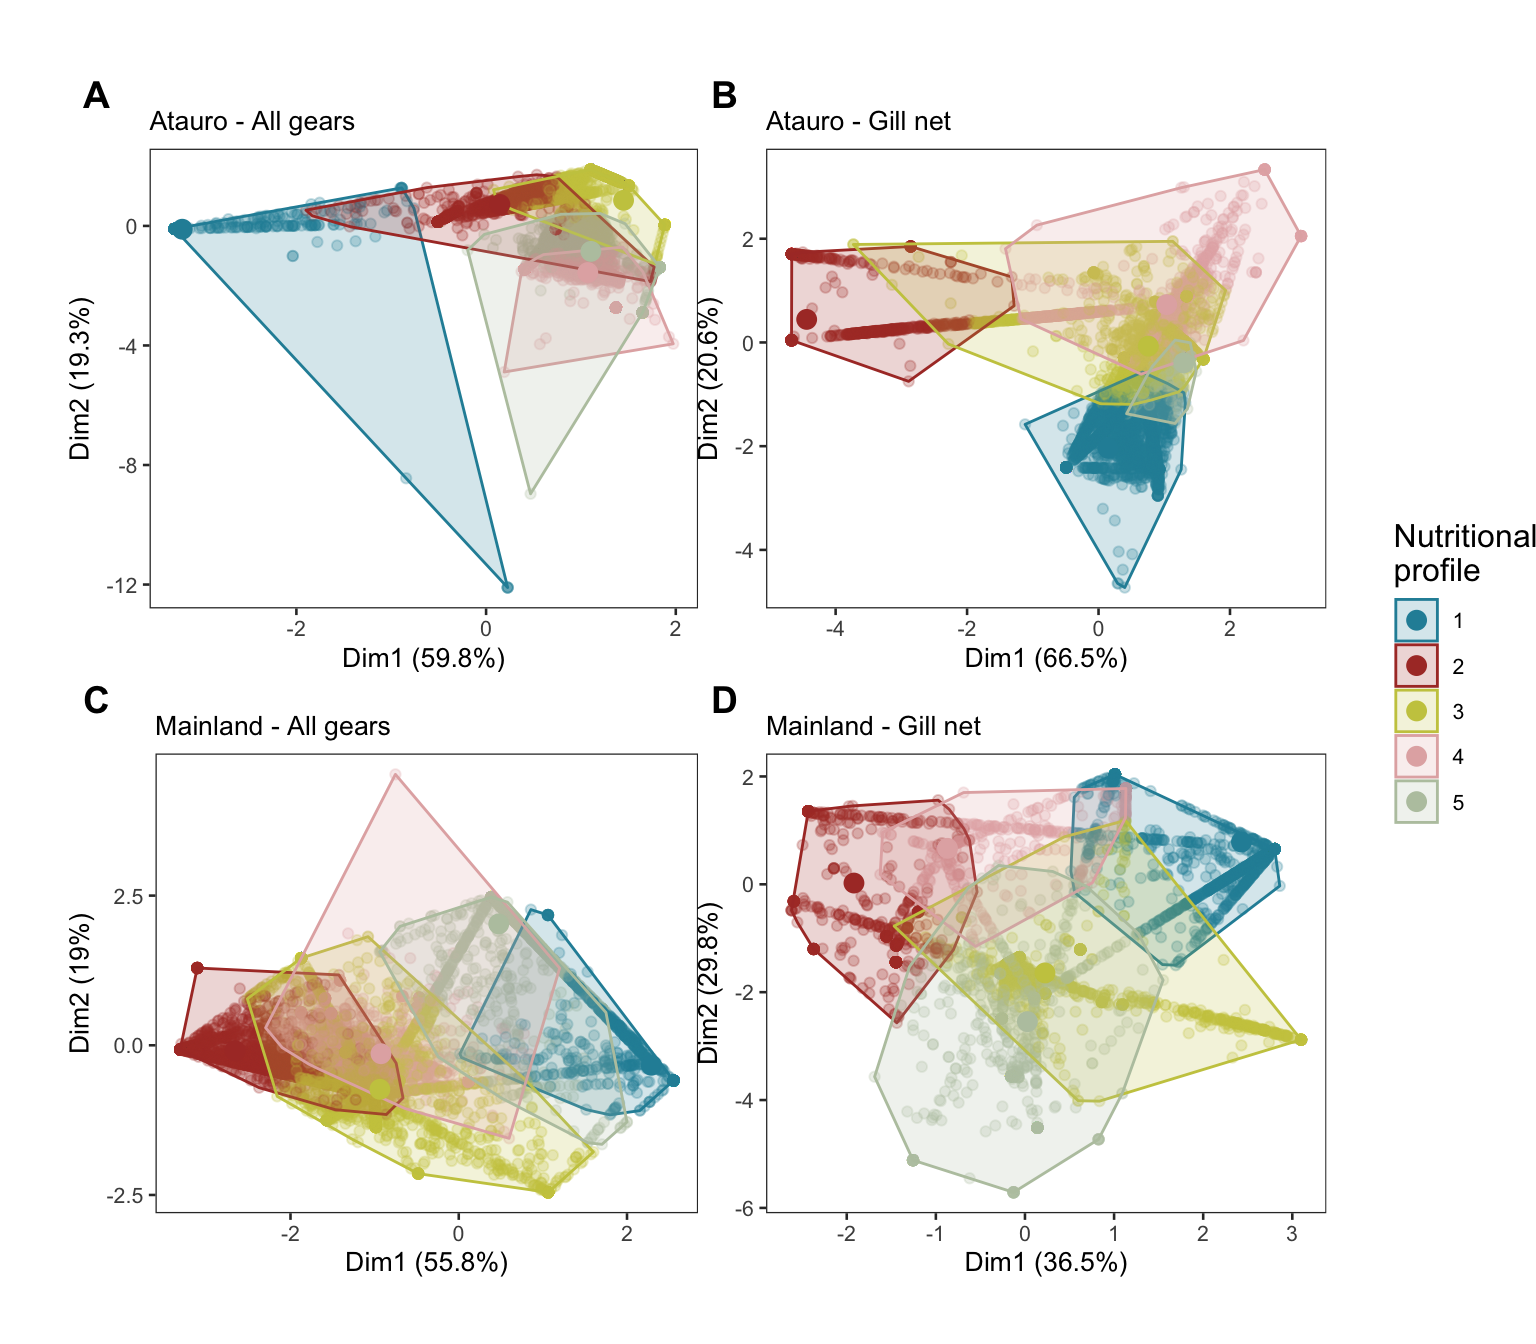 A
Atauro - All gears
0
-4
-8
-12
Dim2 (19.3%)
-2
0
2
Dim1 (59.8%)
B
Atauro - Gill net
2
0
-2
-4
Dim2 (20.6%)
-4
-2
0
2
Dim1 (66.5%)
C
Mainland - All gears
2.5
0.0
-2.5
Dim2 (19%)
-2
0
2
Dim1 (55.8%)
D
Mainland - Gill net
2
0
-2
-4
-6
Dim2 (29.8%)
-2
-1
0
1
2
3
Dim1 (36.5%)
Nutritional
profile
1
2
3
4
5